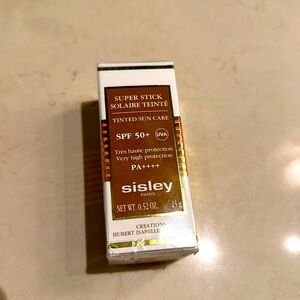 SUPER STICK
SOLAIRE TEINTÉ
TINTED SUN CARE
SPF 50+ UVA
Très haute protection
Very high protection
PA++++
sisley
PARIS
NET WT. 0.52 OZ. 15 g
CREATIONS
HUBERT ISABELLE